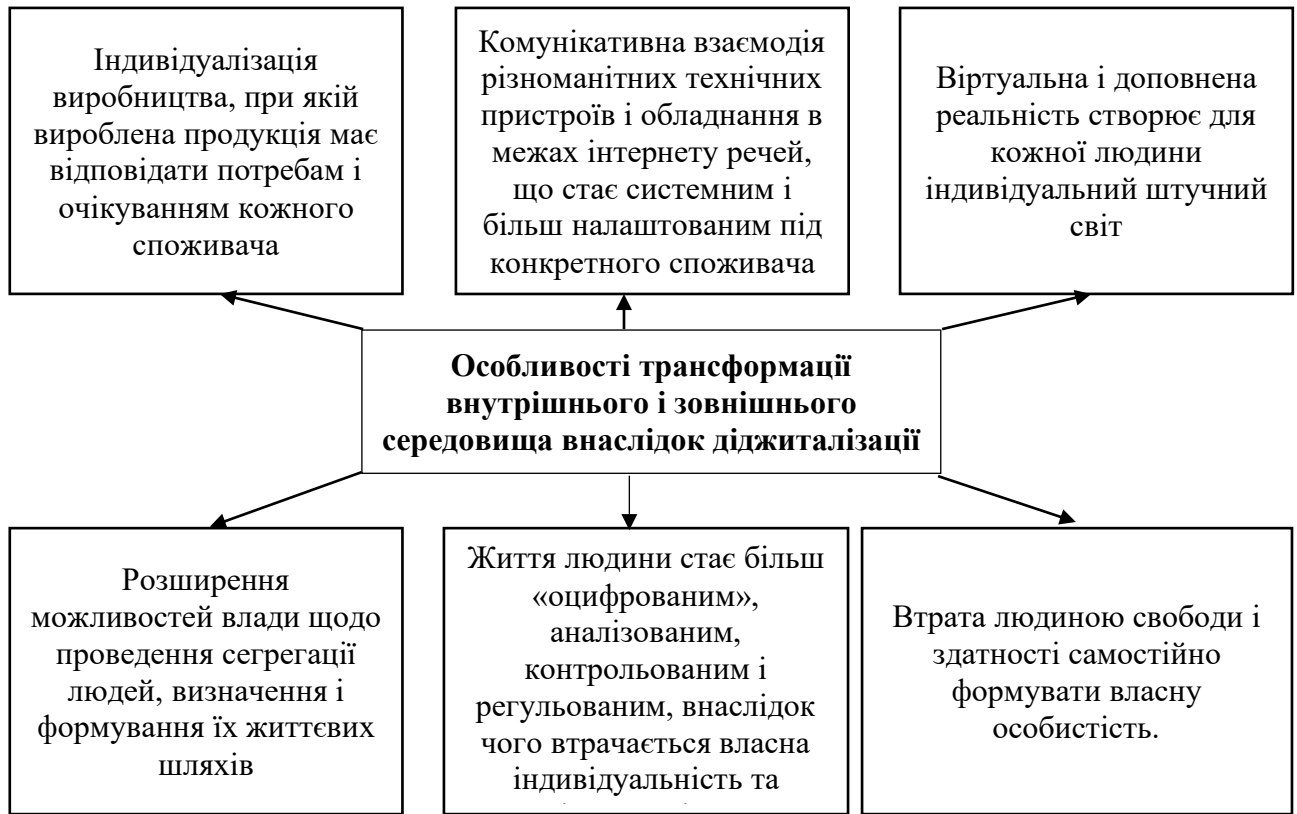 Індивідуалізація
виробництва, при якій
вироблена продукція має
відповідати потребам і
очікуванням кожного
споживача
Комунікативна взаємодія
різноманітних технічних
пристроїв і обладнання в
межах інтернету речей,
що стає системним і
більш налаштованим під
конкретного споживача
Віртуальна і доповнена
реальність створює для
кожної людини
індивідуальний штучний
світ
Особливості трансформації
внутрішнього і зовнішнього
середовища внаслідок діджиталізації
Розширення
можливостей влади щодо
проведення сегрегації
людей, визначення і
формування їх життєвих
шляхів
Життя людини стає більш
«оцифрованим»,
аналізованим,
контрольованим і
регульованим, внаслідок
чого втрачається власна
індивідуальність та
Втрата людиною свободи і
здатності самостійно
формувати власну
особистість.